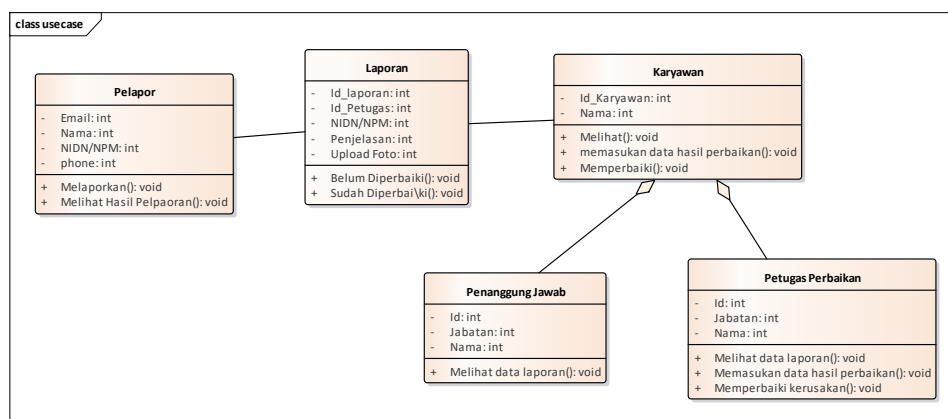 class usecase
Pelapor
- Email: int
- Nama: int
- NIDN/NPM: int
- phone: int
+ Melaporkan(): void
+ Melihat Hasil Pelpaoran(): void
Laporan
- Id_laporan: int
- Id_Petugas: int
- NIDN/NPM: int
- Penjelasan: int
- Upload Foto: int
+ Belum Diperbaiki(): void
+ Sudah Diperbai\ki(): void
Karyawan
- Id_Karyawan: int
- Nama: int
+ Melihat(): void
+ memasukan data hasil perbaikan(): void
+ Memperbaiki(): void
Penanggung Jawab
- Id: int
- Jabatan: int
- Nama: int
+ Melihat data laporan(): void
Petugas Perbaikan
- Id: int
- Jabatan: int
- Nama: int
+ Melihat data laporan(): void
+ Memasukan data hasil perbaikan(): void
+ Memperbaiki kerusakan(): void